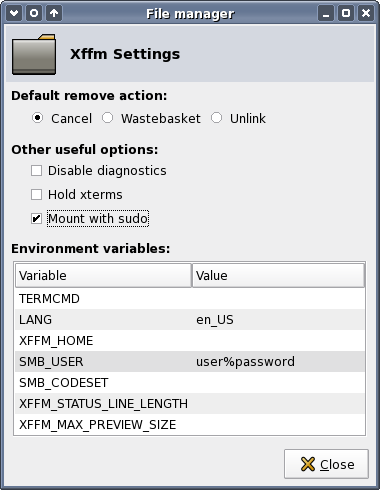 File manager
Xffm Settings
Default remove action:
Cancel Wastebasket Unlink
Other useful options:
Disable diagnostics
Hold xterms
Mount with sudo
Environment variables:
Variable Value
TERMCMD
LANG en_US
XFFM_HOME
SMB_USER user%password
SMB_CODESET
XFFM_STATUS_LINE_LENGTH
XFFM_MAX_PREVIEW_SIZE
Close